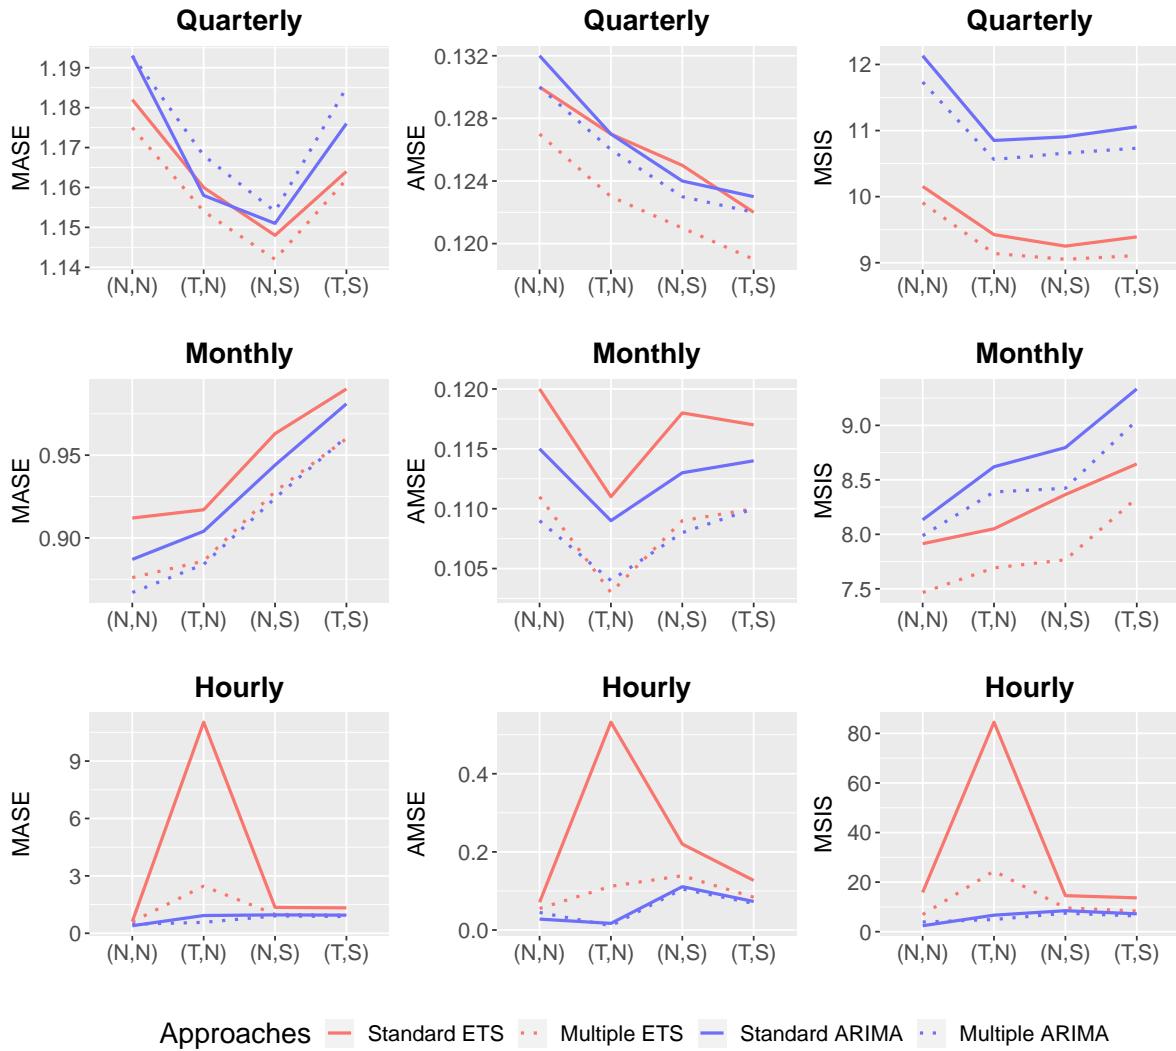 Quarterly
MASE
1.19
1.18
1.17
1.16
1.15
1.14
(N,N) (T,N) (N,S) (T,S)
Quarterly
AMSE
0.132
0.128
0.124
0.120
(N,N) (T,N) (N,S) (T,S)
Quarterly
MSIS
12
11
10
9
(N,N) (T,N) (N,S) (T,S)
Monthly
MASE
0.95
0.90
(N,N) (T,N) (N,S) (T,S)
Monthly
AMSE
0.120
0.115
0.110
0.105
(N,N) (T,N) (N,S) (T,S)
Monthly
MSIS
9.0
8.5
8.0
7.5
(N,N) (T,N) (N,S) (T,S)
Hourly
MASE
9
6
3
0
(N,N) (T,N) (N,S) (T,S)
Hourly
AMSE
0.4
0.2
0.0
(N,N) (T,N) (N,S) (T,S)
Hourly
MSIS
80
60
40
20
0
(N,N) (T,N) (N,S) (T,S)
Approaches Standard ETS Multiple ETS Standard ARIMA Multiple ARIMA